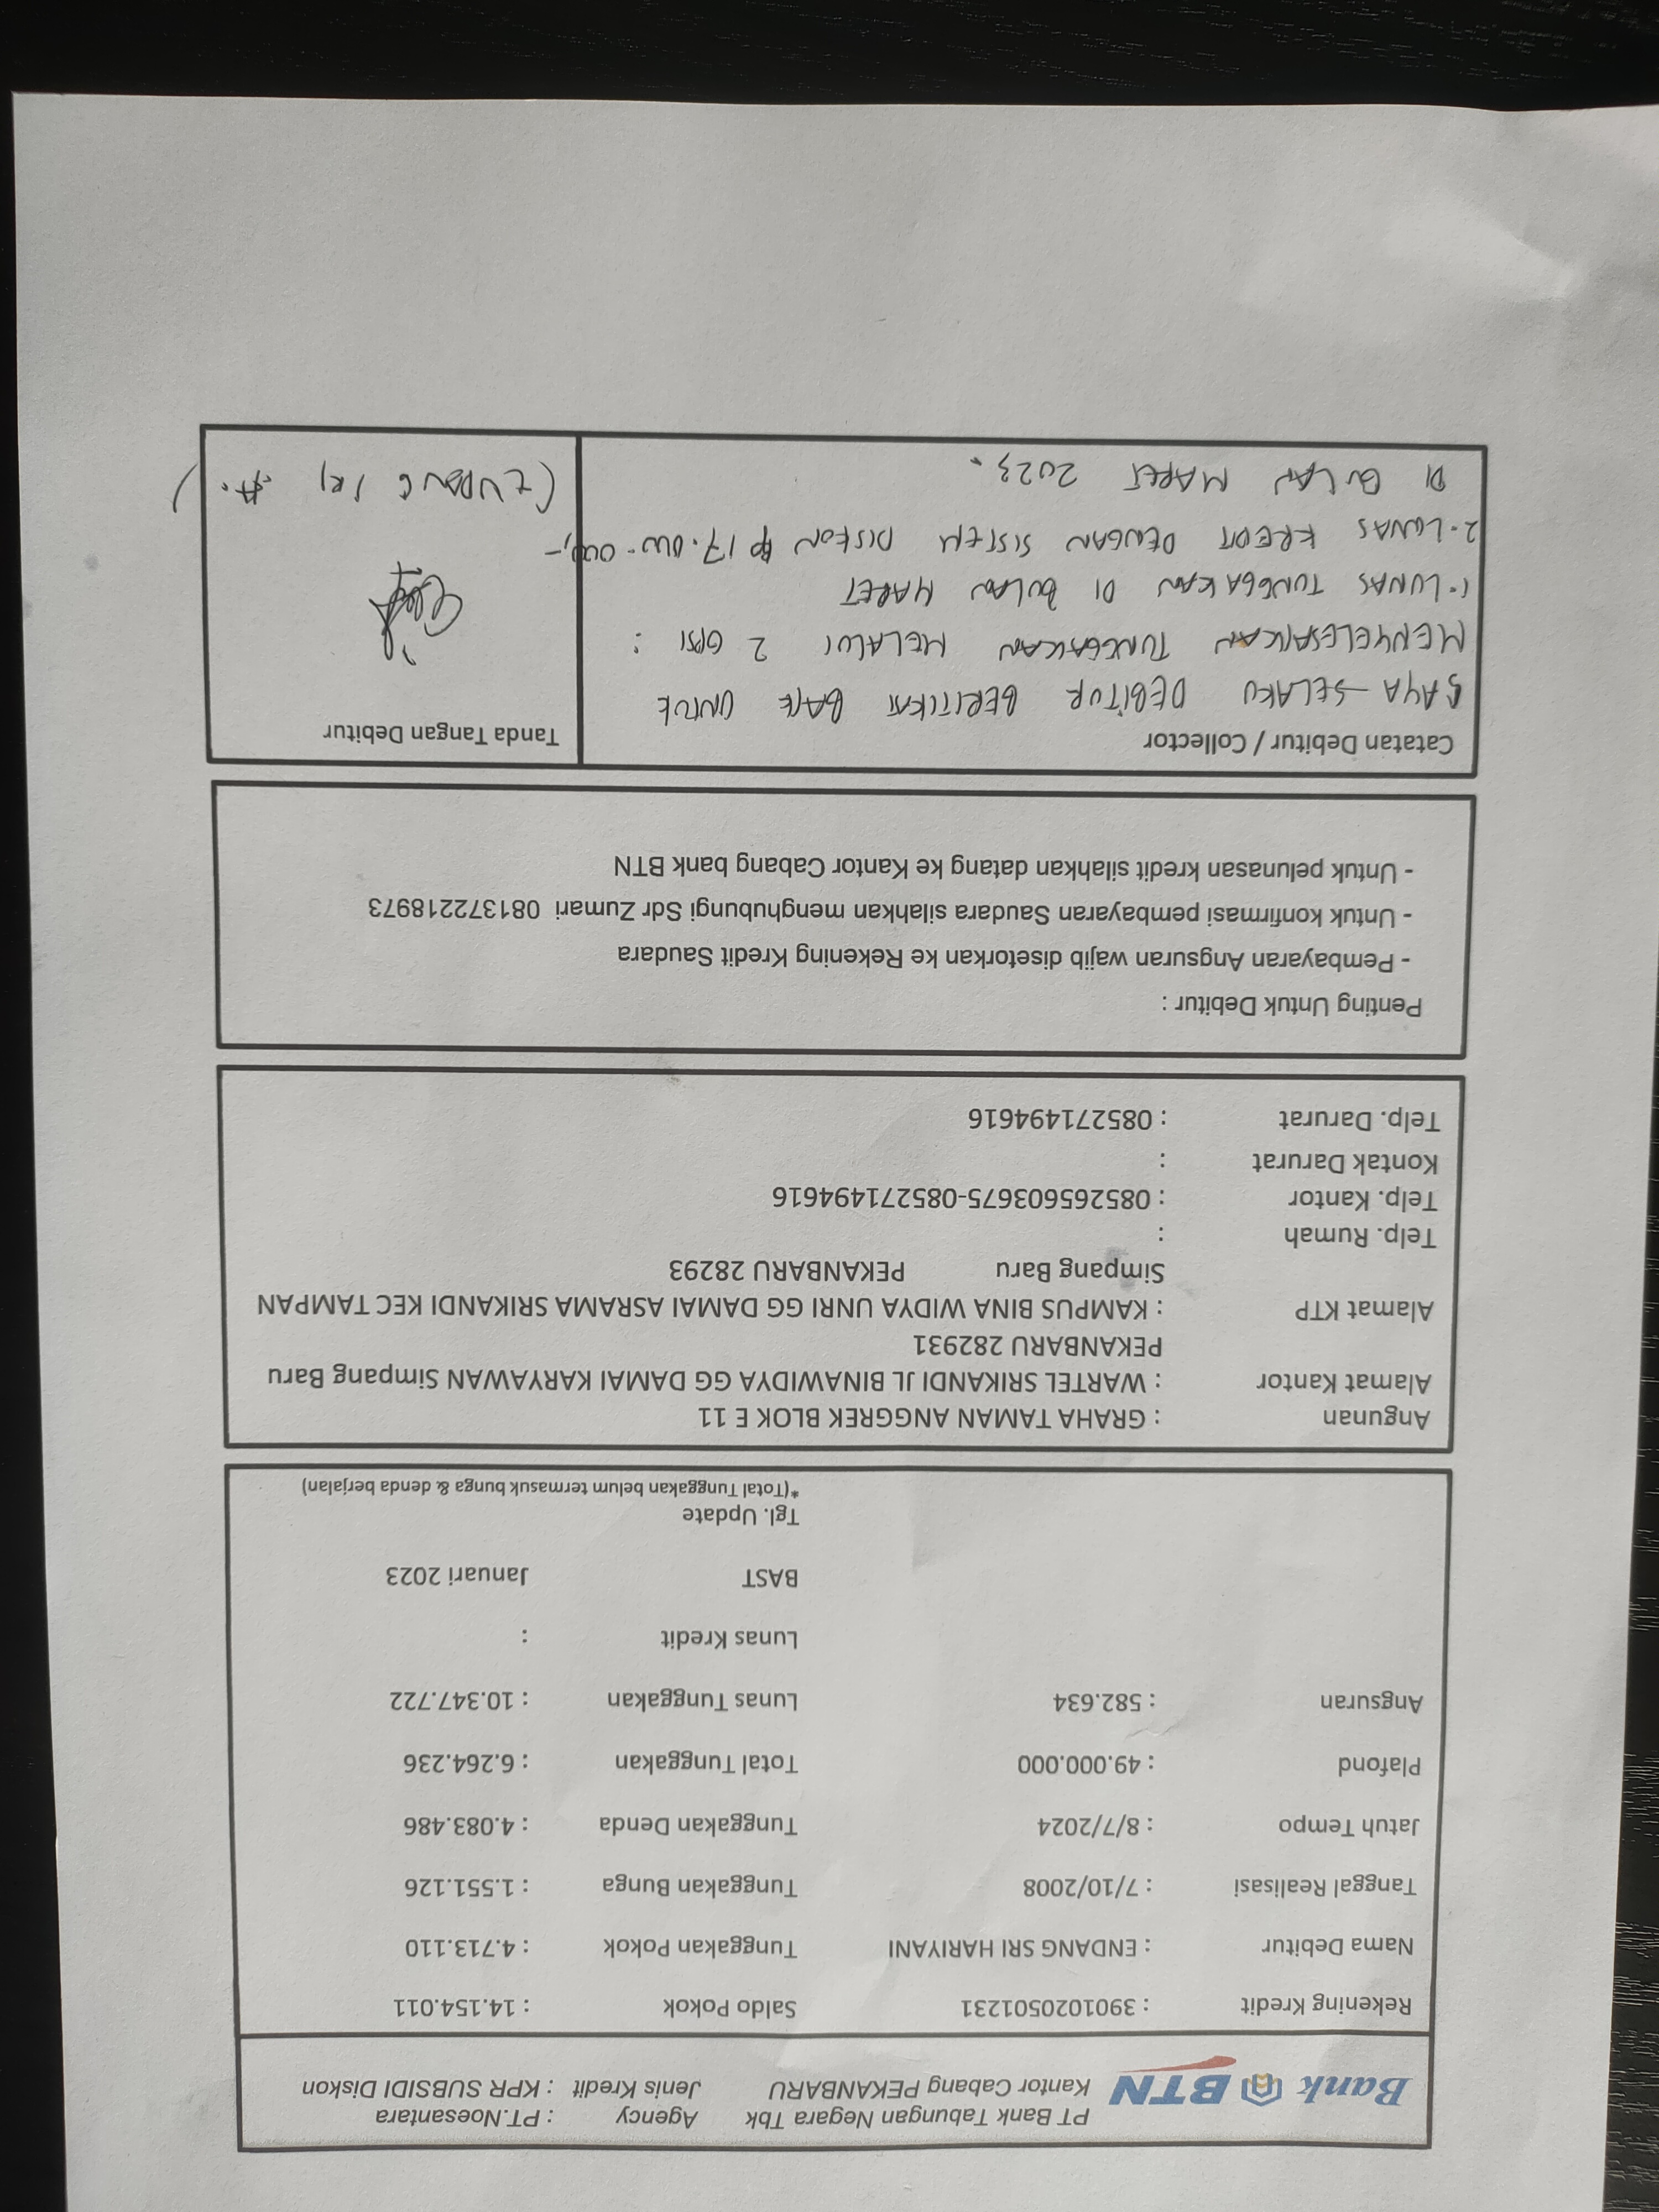 Bank BTN
PT Bank Tabungan Negara Tbk Agency : PT.Noesantara
Kantor Cabang PEKANBARU Jenis Kredit : KPR SUBSIDI Diskon
Rekening Kredit : 3901020501231 Saldo Pokok : 14.154.011
Nama Debitur : ENDANG SRI HARIYANI Tunggakan Pokok : 4.713.110
Tanggal Realisasi : 7/10/2008 Tunggakan Bunga : 1.551.126
Jatuh Tempo : 8/7/2024 Tunggakan Denda : 4.083.486
Plafond : 49.000.000 Total Tunggakan : 6.264.236
Angsuran : 582.634 Lunas Tunggakan : 10.347.722
Lunas Kredit :
BAST Januari 2023
Tgl. Update
*(Total Tunggakan belum termasuk bunga & denda berjalan)
Angunan : GRAHA TAMAN ANGGREK BLOK E 11
Alamat Kantor : WARTEL SRIKANDI JL BINAWIDYA GG DAMAI KARYAWAN Simpang Baru
PEKANBARU 282931
Alamat KTP : KAMPUS BINA WIDYA UNRI GG DAMAI ASRAMA SRIKANDI KEC TAMPAN
Simpang Baru PEKANBARU 28293
Telp. Rumah :
Telp. Kantor : 085265603675-085271494616
Kontak Darurat :
Telp. Darurat : 085271494616
Penting Untuk Debitur :
- Pembayaran Angsuran wajib disetorkan ke Rekening Kredit Saudara
- Untuk konfirmasi pembayaran Saudara silahkan menghubungi Sdr Zumari 081372218973
- Untuk pelunasan kredit silahkan datang ke Kantor Cabang bank BTN
Catatan Debitur / Collector
SAYA SELAKU DEBITUR BERITIKAT BAIK UNTUK
MENYELESAIKAN TUNGGAKAN MELALUI 2 OPSI :
1. LUNAS TUNGGAKAN DI BULAN MARET
2. LUNAS KREDIT DENGAN SISTEM DISKON Rp 17.000.000,-
DI BULAN MARET 2023.
Tanda Tangan Debitur
(ENDANG SRI H.)